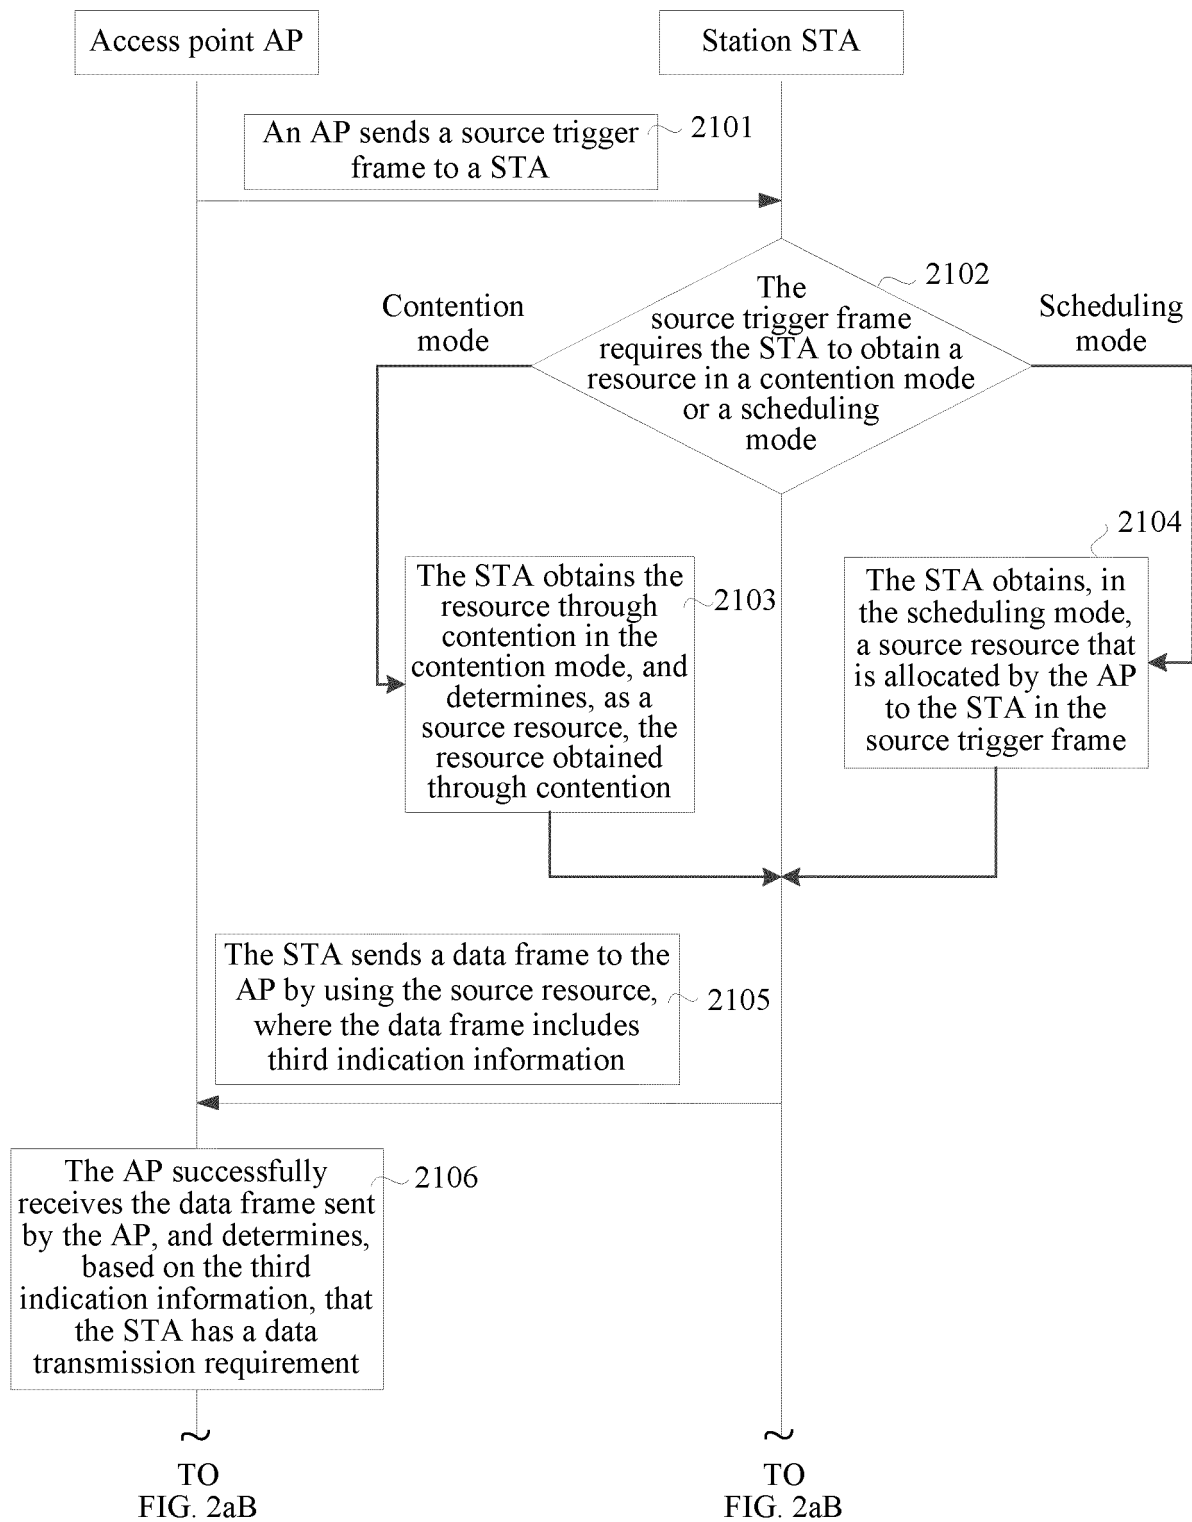 Access point AP
Station STA
An AP sends a source trigger
frame to a STA
2101
2102
The
source trigger frame
requires the STA to obtain a
resource in a contention mode
or a scheduling
mode
Contention
mode
Scheduling
mode
The STA obtains the
resource through
contention in the
contention mode, and
determines, as a
source resource, the
resource obtained
through contention
2103
2104
The STA obtains, in
the scheduling mode,
a source resource that
is allocated by the AP
to the STA in the
source trigger frame
The STA sends a data frame to the
AP by using the source resource,
where the data frame includes
third indication information
2105
The AP successfully
receives the data frame sent
by the AP, and determines,
based on the third
indication information, that
the STA has a data
transmission requirement
2106
TO
FIG. 2aB
TO
FIG. 2aB